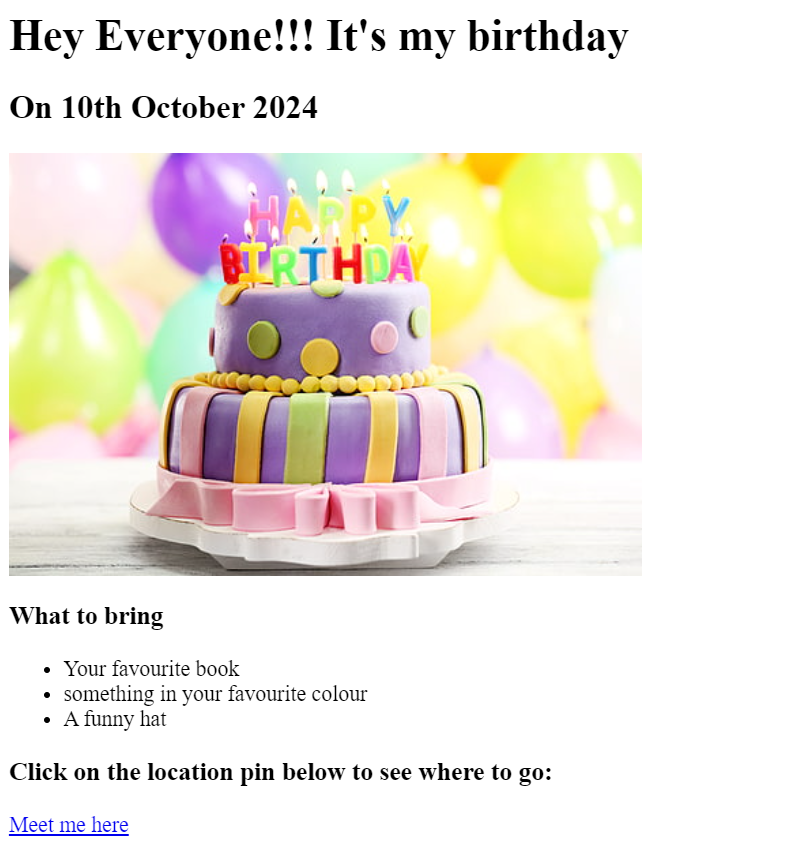 Hey Everyone!!! It's my birthday
On 10th October 2024
HAPPY
BIRTHDAY
What to bring
Your favourite book
something in your favourite colour
A funny hat
Click on the location pin below to see where to go:
Meet me here